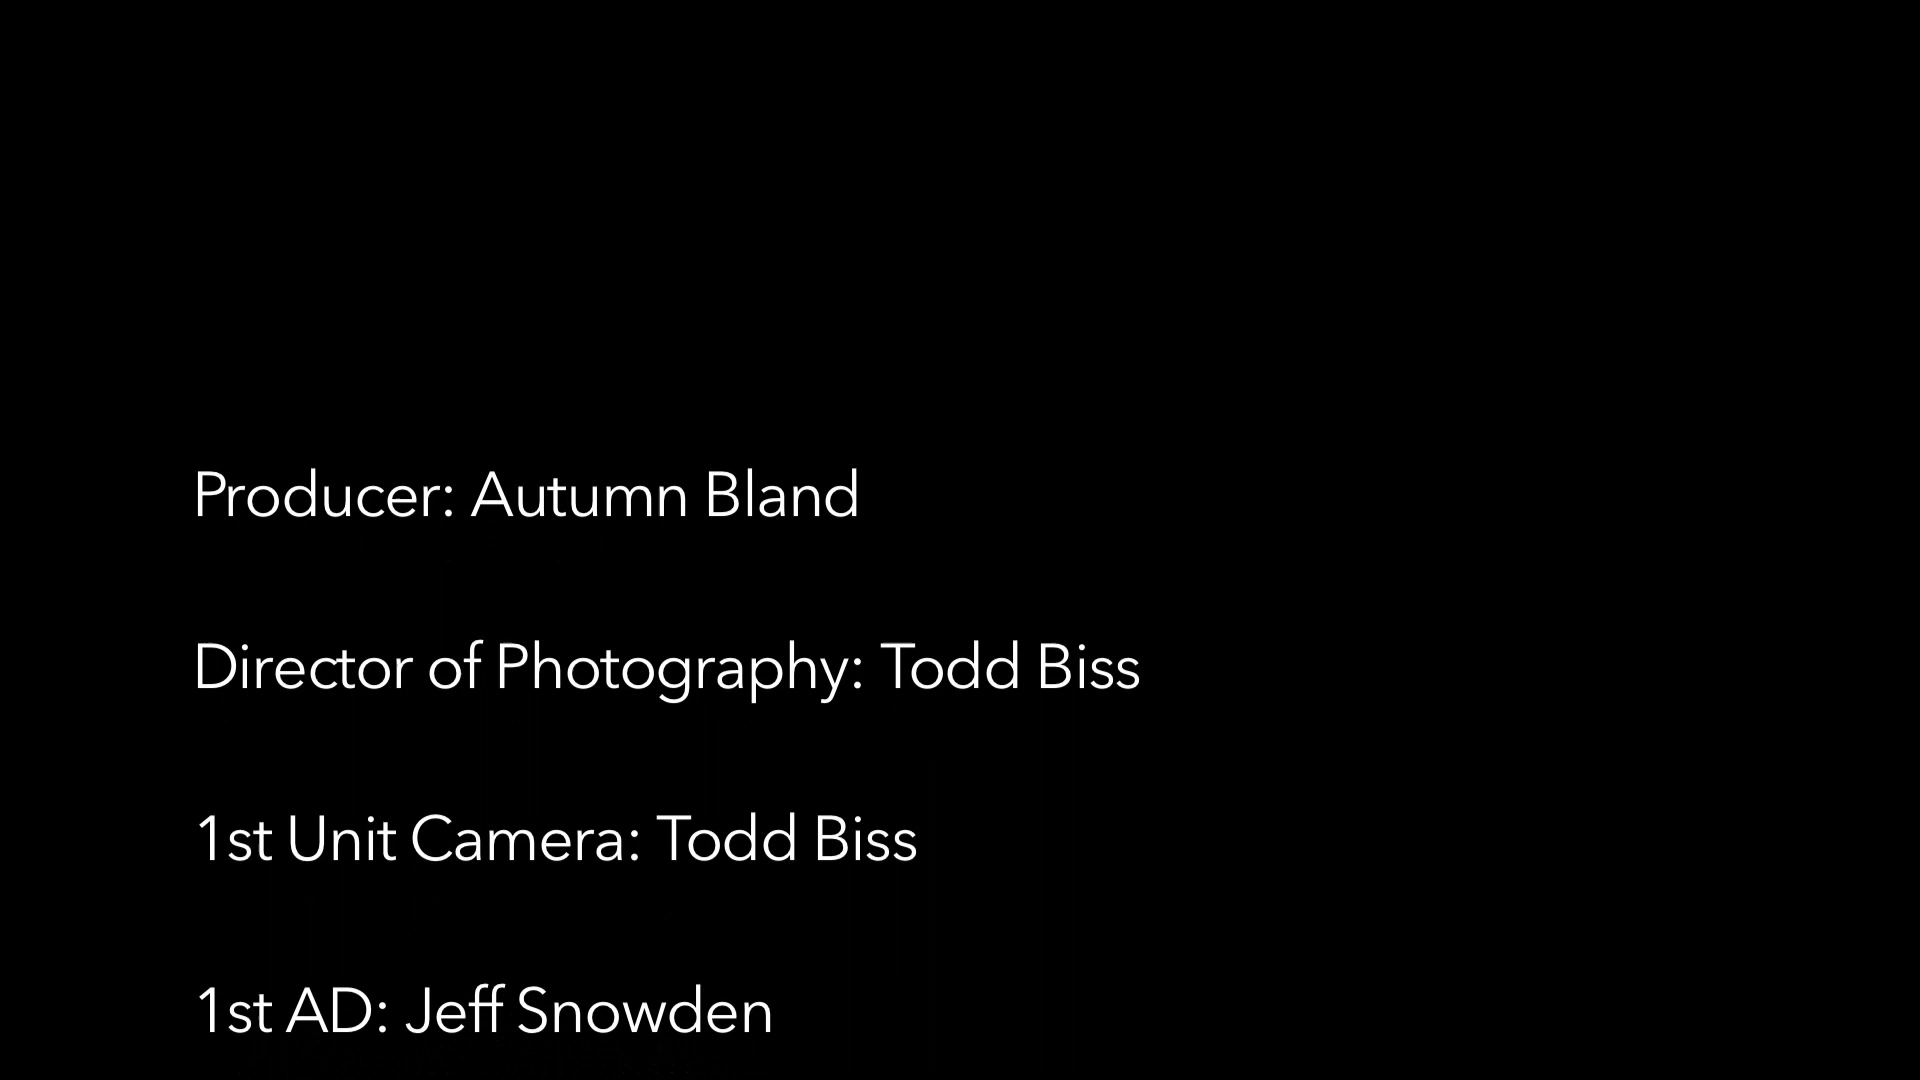 Producer: Autumn Bland
Director of Photography: Todd Biss
1st Unit Camera: Todd Biss
1st AD: Jeff Snowden